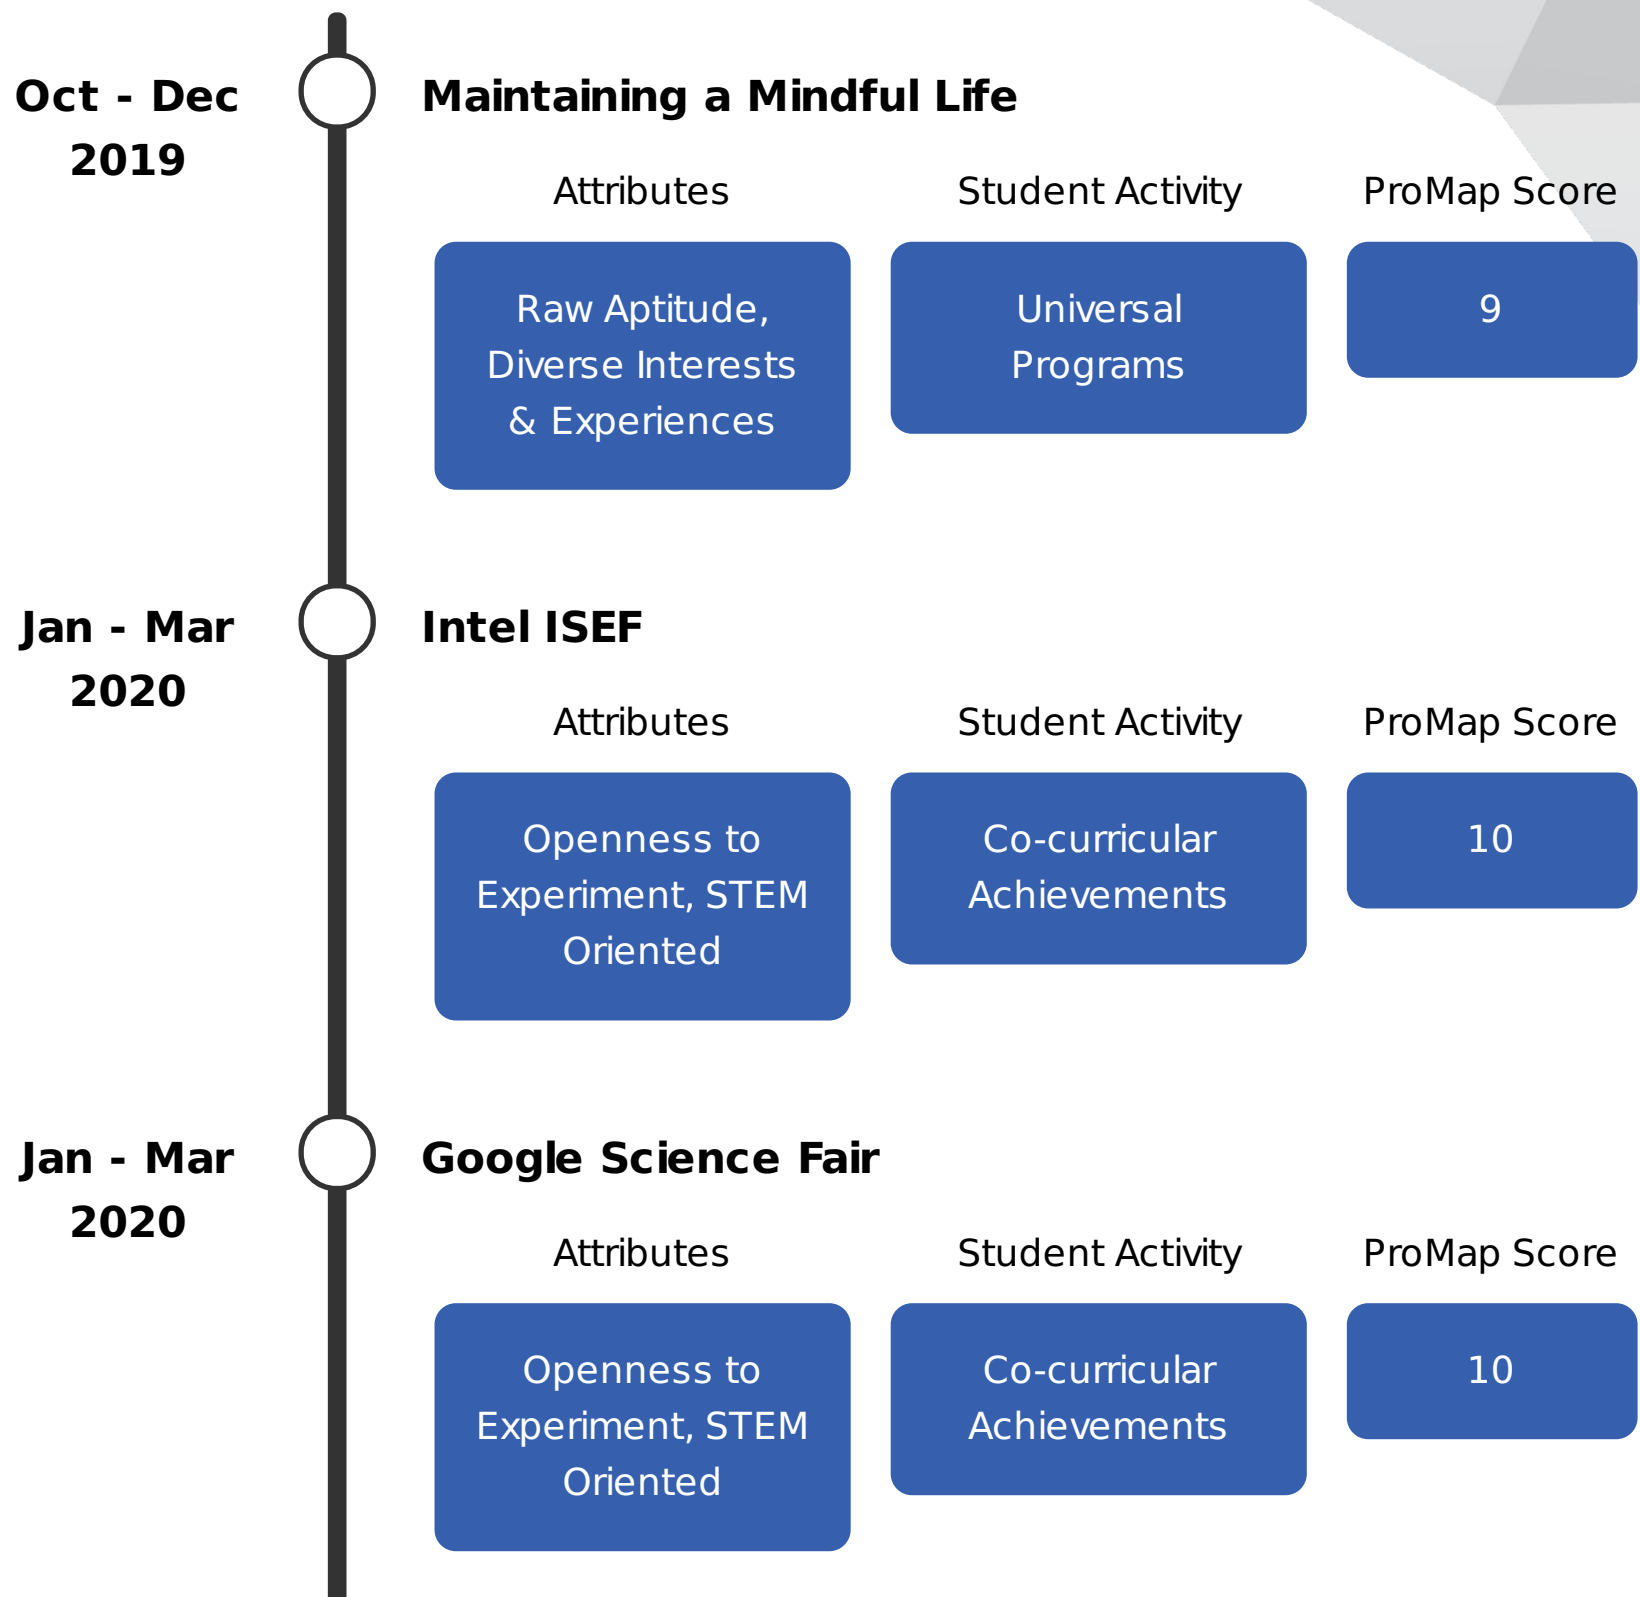 Oct - Dec
2019
Maintaining a Mindful Life
Attributes
Student Activity
ProMap Score
Raw Aptitude,
Diverse Interests
& Experiences
Universal
Programs
9
Jan - Mar
2020
Intel ISEF
Attributes
Student Activity
ProMap Score
Openness to
Experiment, STEM
Oriented
Co-curricular
Achievements
10
Jan - Mar
2020
Google Science Fair
Attributes
Student Activity
ProMap Score
Openness to
Experiment, STEM
Oriented
Co-curricular
Achievements
10